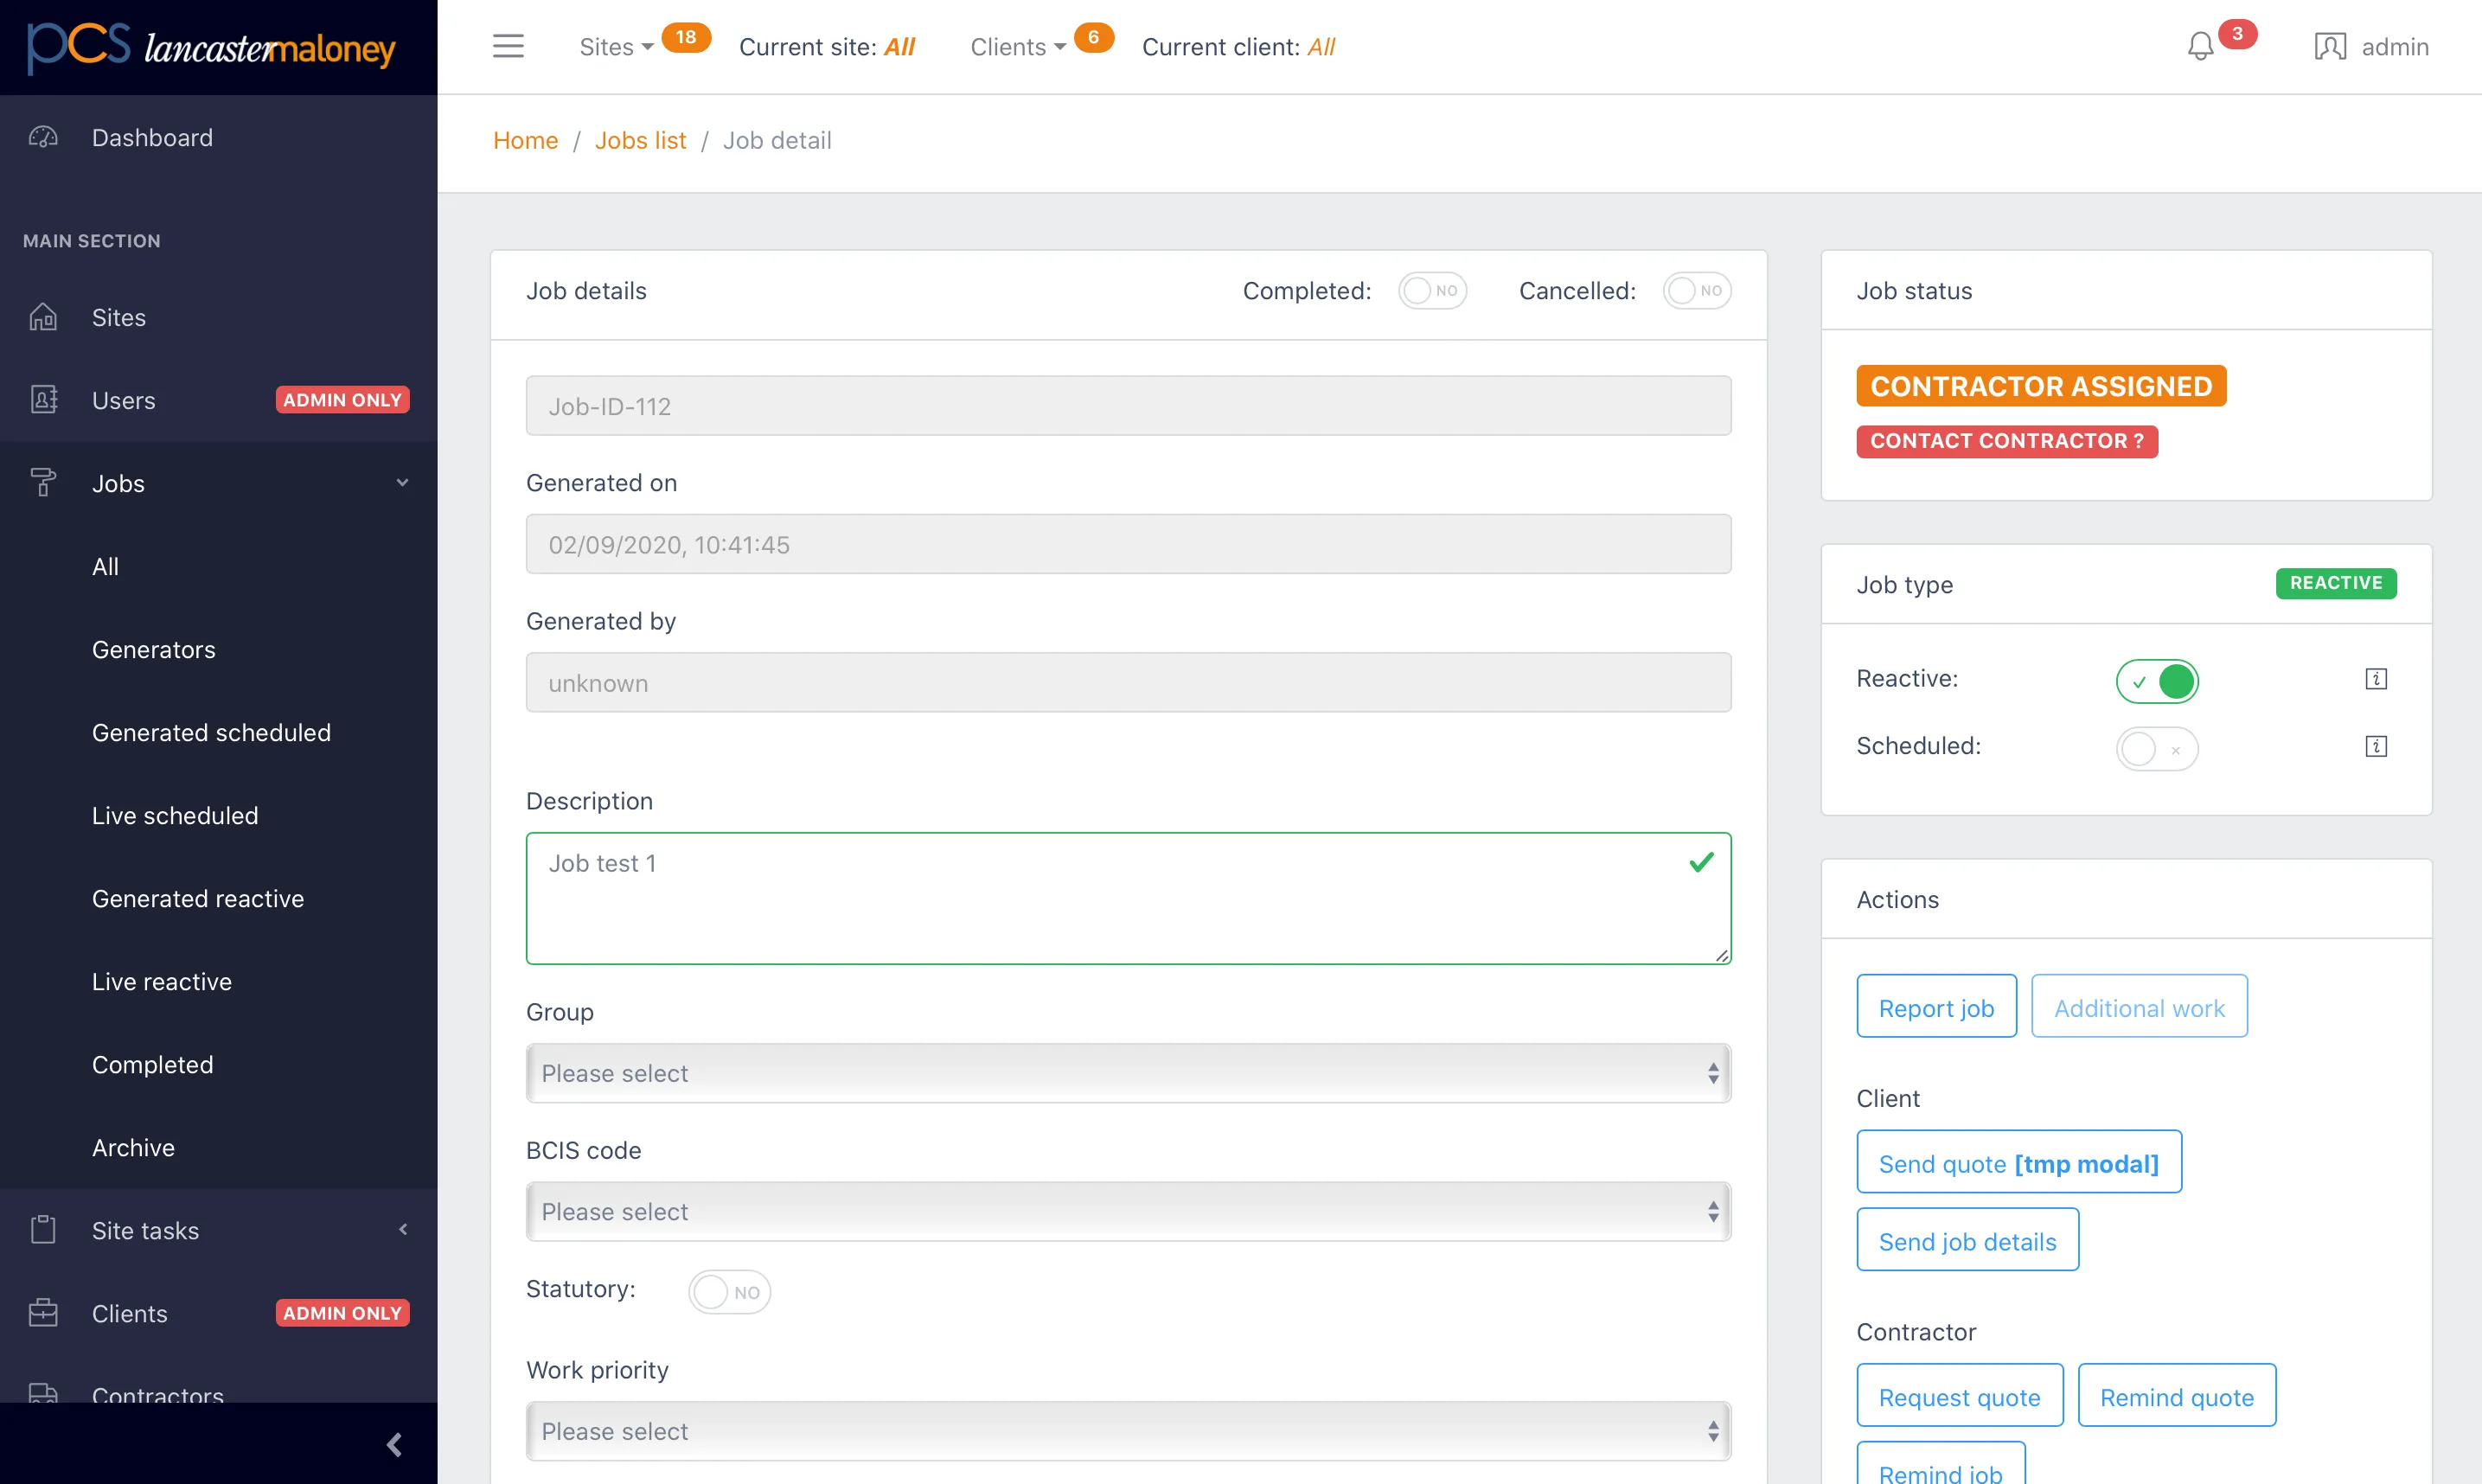 pcs lancastermaloney
Sites 18 Current site: All Clients 6 Current client: All 3 admin
Home / Jobs list / Job detail
Dashboard
MAIN SECTION
Sites
Users ADMIN ONLY
Jobs
All
Generators
Generated scheduled
Live scheduled
Generated reactive
Live reactive
Completed
Archive
Site tasks
Clients ADMIN ONLY
Contractors
Job details Completed: NO Cancelled: NO
Job-ID-112
Generated on
02/09/2020, 10:41:45
Generated by
unknown
Description
Job test 1
Group
Please select
BCIS code
Please select
Statutory: NO
Work priority
Please select
Job status
CONTRACTOR ASSIGNED
CONTACT CONTRACTOR ?
Job type REACTIVE
Reactive:
Scheduled:
Actions
Report job Additional work
Client
Send quote [tmp modal]
Send job details
Contractor
Request quote Remind quote
Remind job